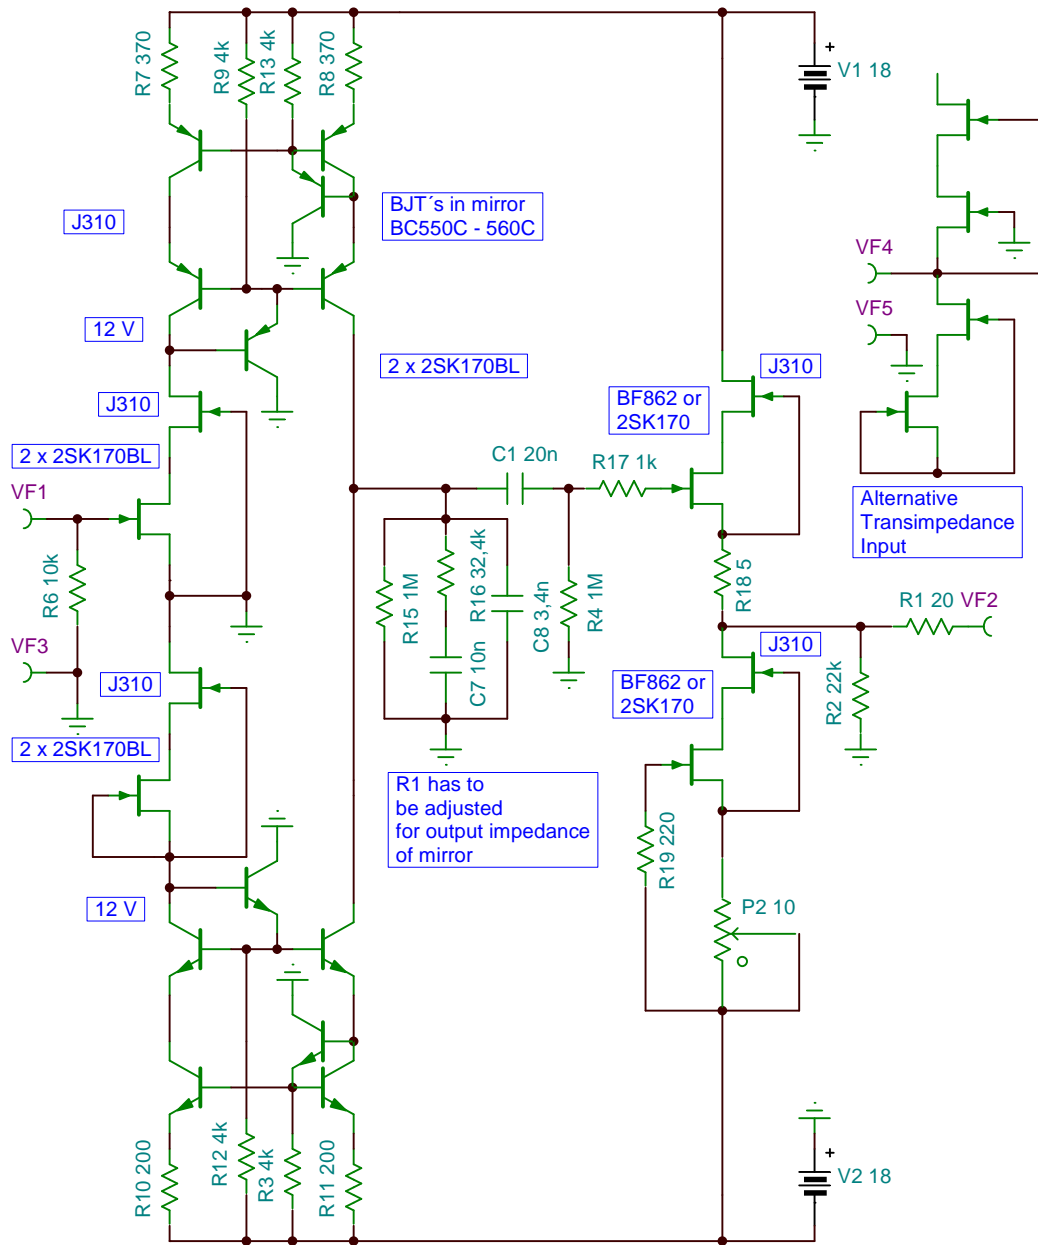 R7 370
R9 4k
R13 4k
R8 370
+
V1 18
J310
BJT´s in mirror
BC550C - 560C
VF4
12 V
VF5
2 x 2SK170BL
J310
J310
BF862 or
2SK170
2 x 2SK170BL
C1 20n
R17 1k
VF1
Alternative
Transimpedance
Input
R6 10k
R15 1M
R16 32,4k
C7 10n
C8 3,4n
R4 1M
R18 5
R1 20
VF2
VF3
J310
J310
BF862 or
2SK170
R2 22k
2 x 2SK170BL
R1 has to
be adjusted
for output impedance
of mirror
R19 220
12 V
P2 10
R10 200
R12 4k
R3 4k
R11 200
+
V2 18